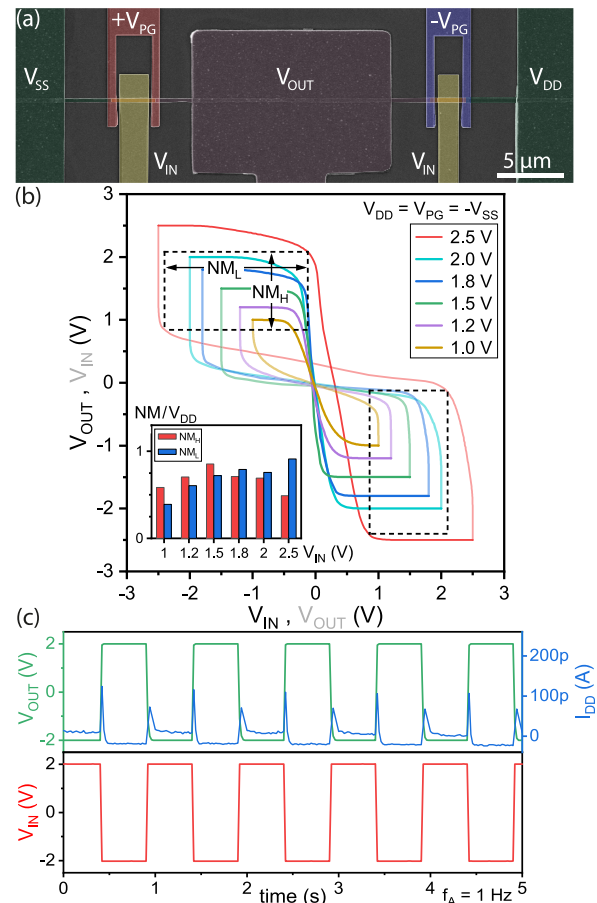 (a)
+V_PG
-V_PG
V_SS
V_OUT
V_DD
V_IN
V_IN
5 µm
(b)
V_DD = V_PG = -V_SS
2.5 V
2.0 V
1.8 V
1.5 V
1.2 V
1.0 V
NM_L
NM_H
3
2
1
0
-1
-2
-3
V_OUT , V_IN (V)
NM/V_DD
NM_H
NM_L
1
0
1 1.2 1.5 1.8 2 2.5
V_IN (V)
-3 -2 -1 0 1 2 3
V_IN , V_OUT (V)
(c)
2
0
-2
V_OUT (V)
200p
100p
0
I_DD (A)
2
0
-2
V_IN (V)
0 1 2 3 4 5
time (s)
f_A = 1 Hz